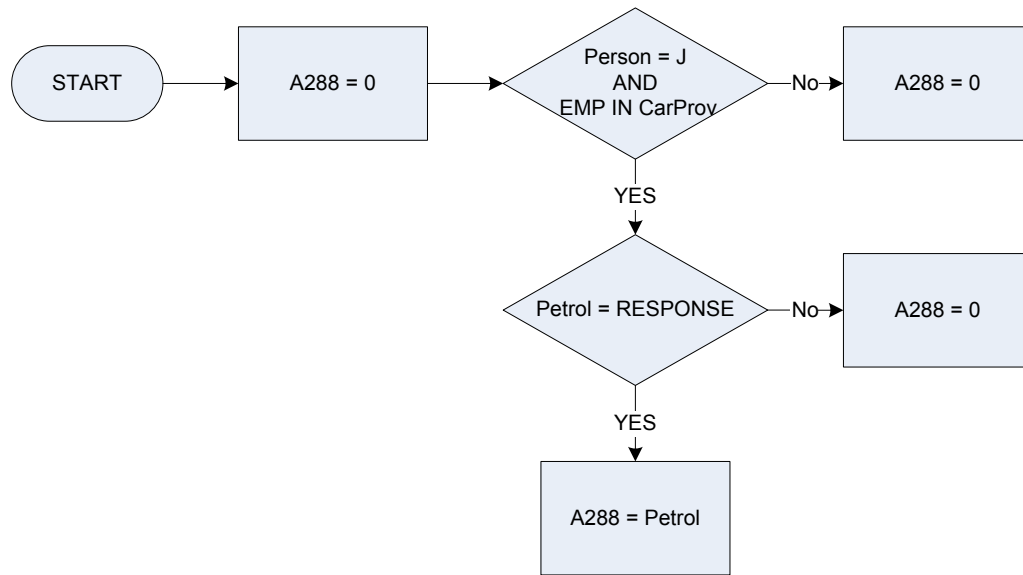 START
A288 = 0
Person = J
AND
EMP IN CarProv
No
A288 = 0
YES
Petrol = RESPONSE
No
A288 = 0
YES
A288 = Petrol